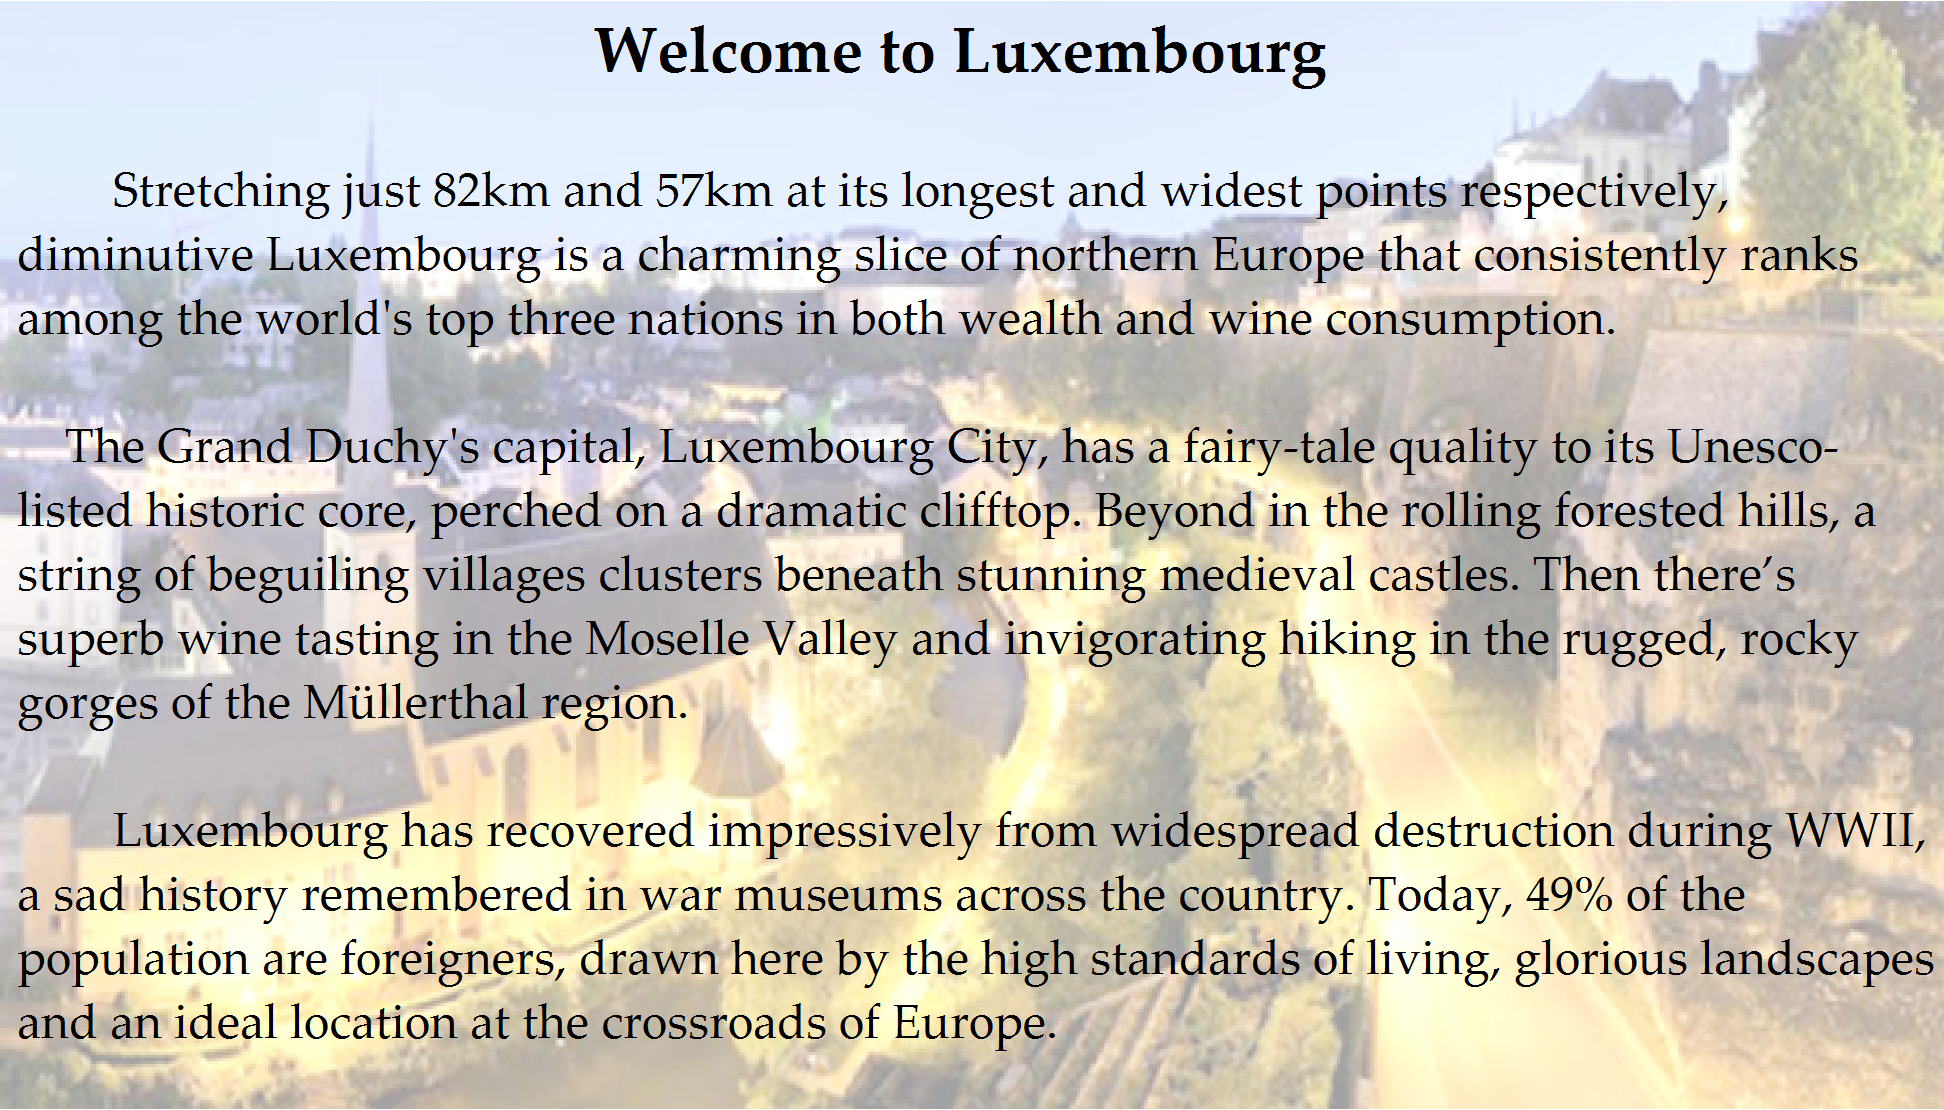 Welcome to Luxembourg
Stretching just 82km and 57km at its longest and widest points respectively,
diminutive Luxembourg is a charming slice of northern Europe that consistently ranks
among the world's top three nations in both wealth and wine consumption.
The Grand Duchy's capital, Luxembourg City, has a fairy-tale quality to its Unesco-
listed historic core, perched on a dramatic clifftop. Beyond in the rolling forested hills, a
string of beguiling villages clusters beneath stunning medieval castles. Then there’s
superb wine tasting in the Moselle Valley and invigorating hiking in the rugged, rocky
gorges of the Müllerthal region.
Luxembourg has recovered impressively from widespread destruction during WWII,
a sad history remembered in war museums across the country. Today, 49% of the
population are foreigners, drawn here by the high standards of living, glorious landscapes
and an ideal location at the crossroads of Europe.